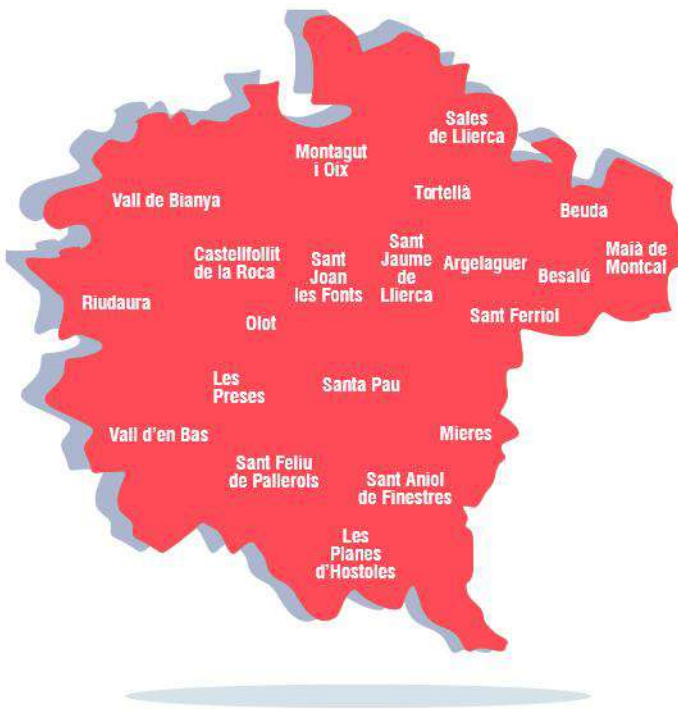 Sales
de Llierca
Montagut
i Oix
Tortellà
Vall de Bianya
Beuda
Castellfollit
de la Roca
Sant
Joan
les Fonts
Sant
Jaume
de
Llierca
Argelaguer
Besalú
Maià de
Montcal
Riudaura
Olot
Sant Ferriol
Les
Preses
Santa Pau
Vall d'en Bas
Mieres
Sant Feliu
de Pallerols
Sant Aniol
de Finestres
Les
Planes
d'Hostoles